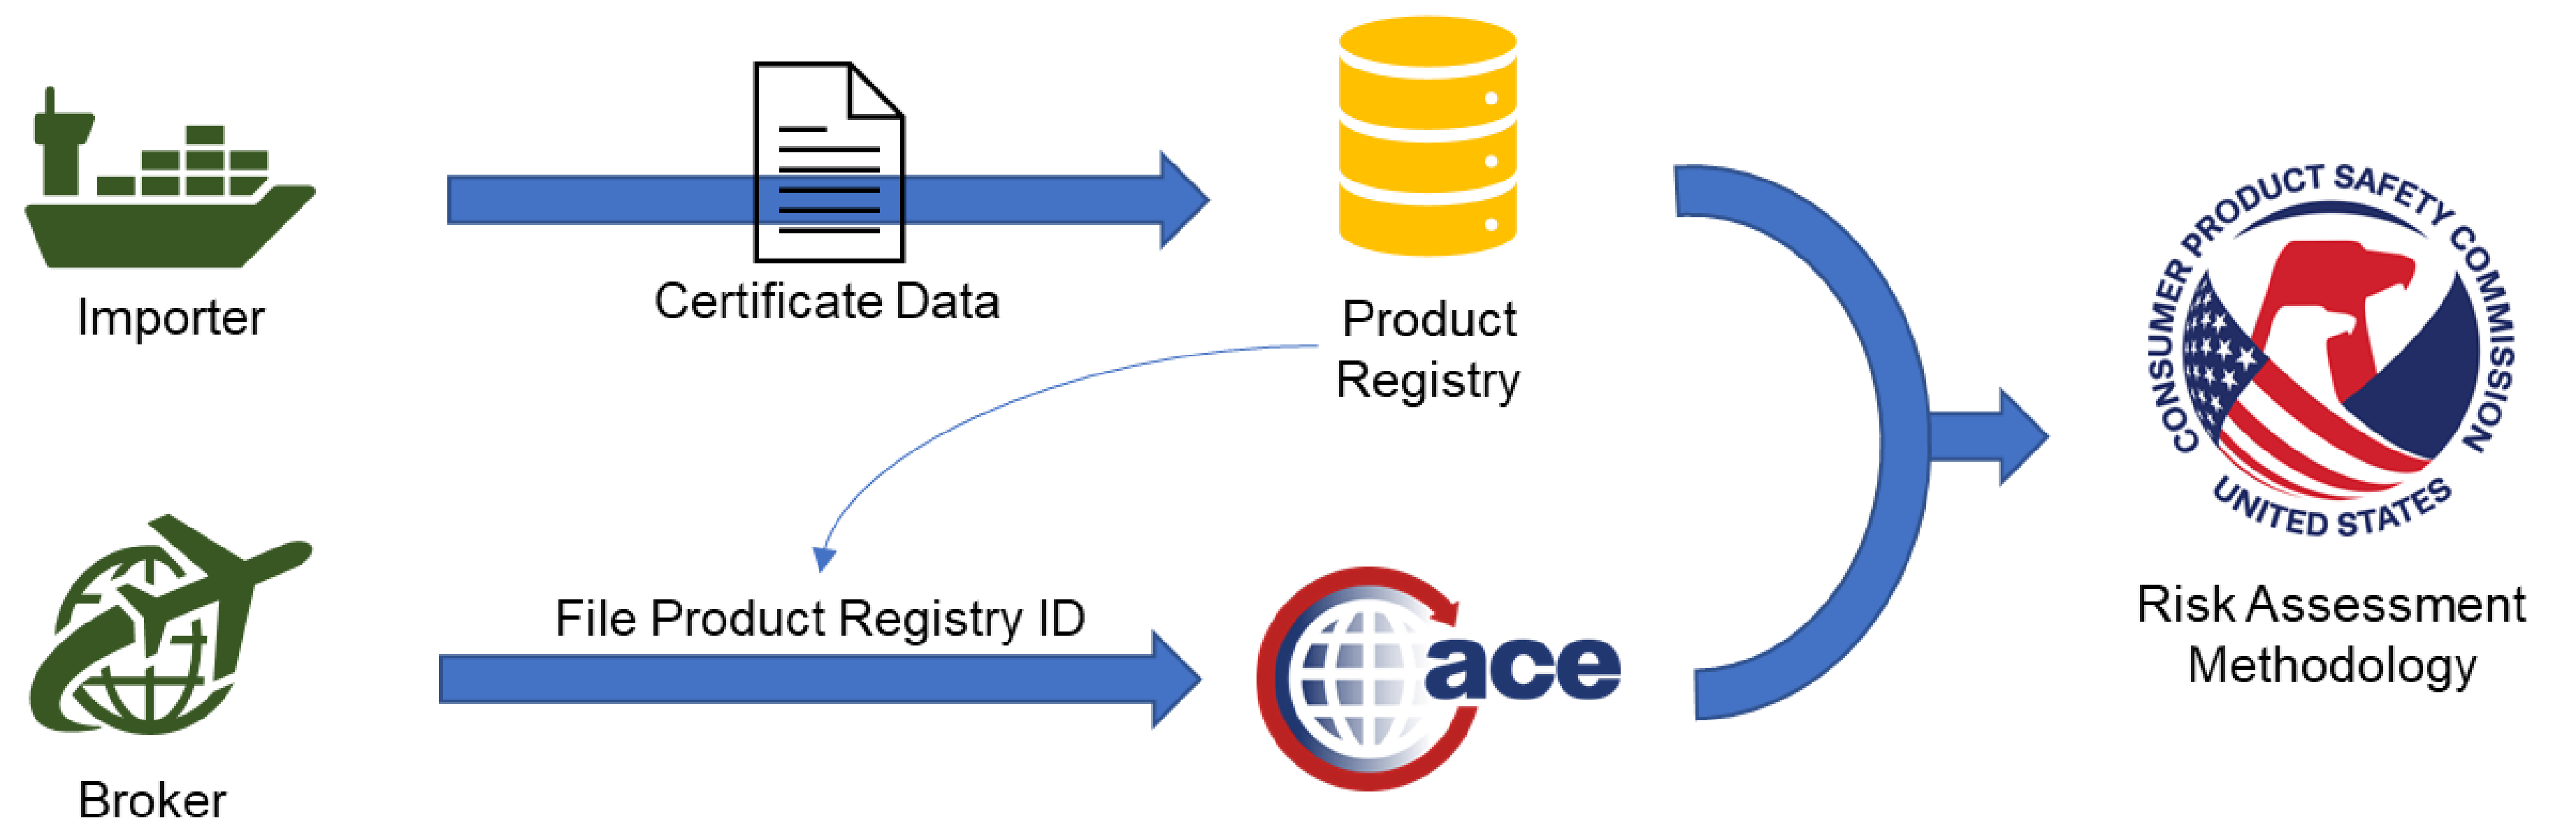 Importer
Certificate Data
Product
Registry
File Product Registry ID
Broker
ace
CONSUMER PRODUCT SAFETY COMMISSION
UNITED STATES
Risk Assessment
Methodology